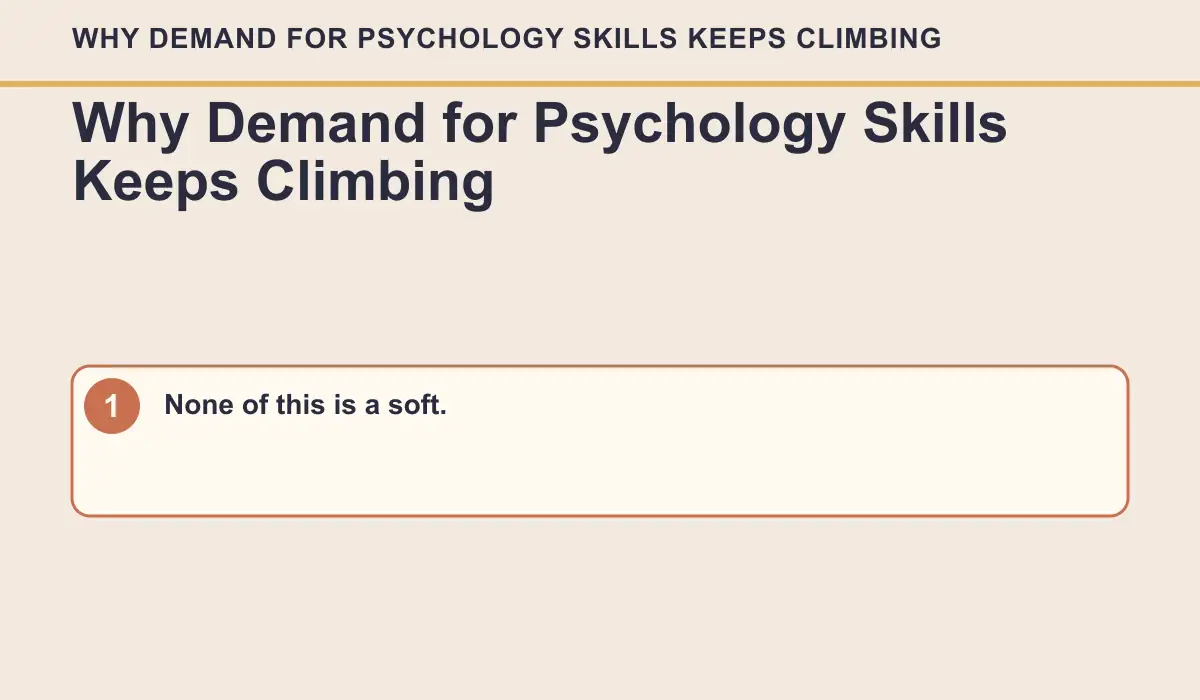 WHY DEMAND FOR PSYCHOLOGY SKILLS KEEPS CLIMBING
Why Demand for Psychology Skills
Keeps Climbing
1
None of this is a soft.